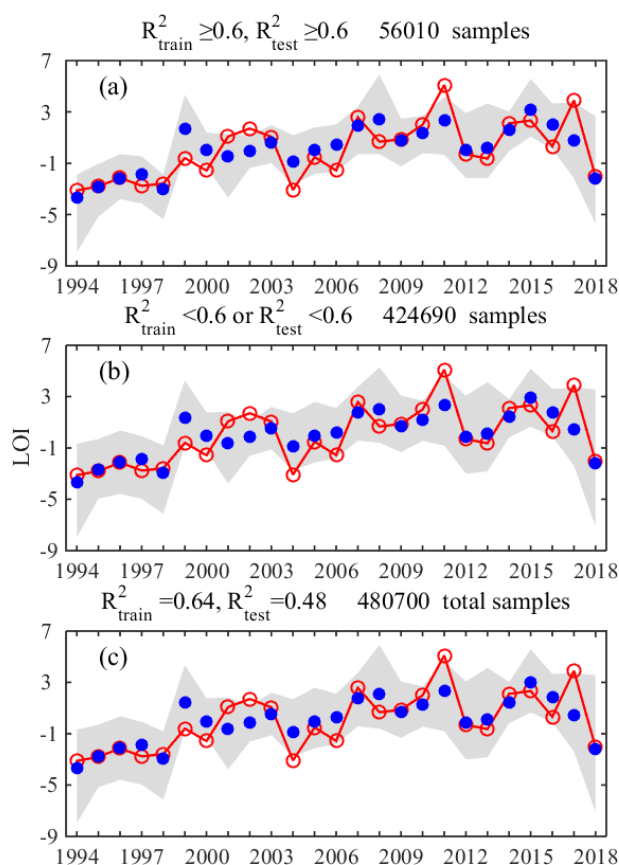 R²train ≥0.6, R²test ≥0.6 56010 samples
(a)
7
3
-1
-5
-9
1994 1997 2000 2003 2006 2009 2012 2015 2018
R²train <0.6 or R²test <0.6 424690 samples
(b)
7
3
-1
-5
-9
LOI
1994 1997 2000 2003 2006 2009 2012 2015 2018
R²train =0.64, R²test=0.48 480700 total samples
(c)
7
3
-1
-5
-9
1994 1997 2000 2003 2006 2009 2012 2015 2018